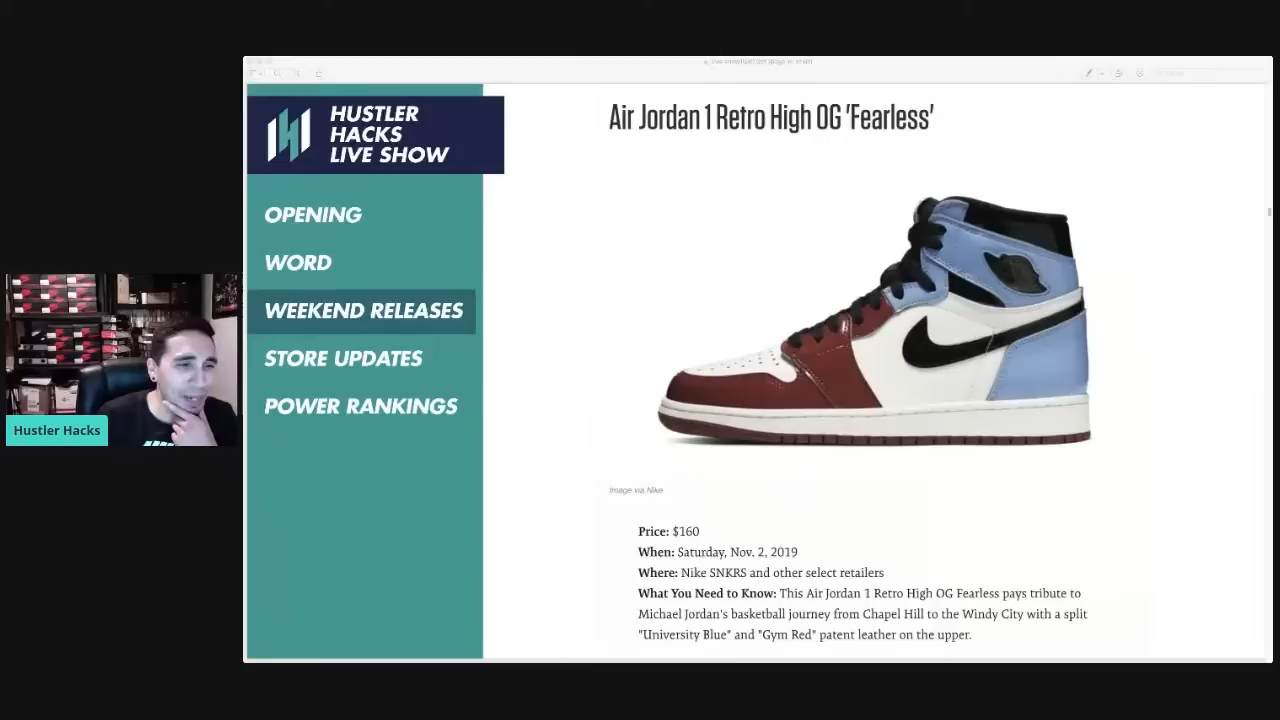 HUSTLER
HACKS
LIVE SHOW
OPENING
WORD
WEEKEND RELEASES
STORE UPDATES
POWER RANKINGS
Hustler Hacks
Air Jordan 1 Retro High OG 'Fearless'
Image via Nike
Price: $160
When: Saturday, Nov. 2, 2019
Where: Nike SNKRS and other select retailers
What You Need to Know: This Air Jordan 1 Retro High OG Fearless pays tribute to
Michael Jordan's basketball journey from Chapel Hill to the Windy City with a split
"University Blue" and "Gym Red" patent leather on the upper.